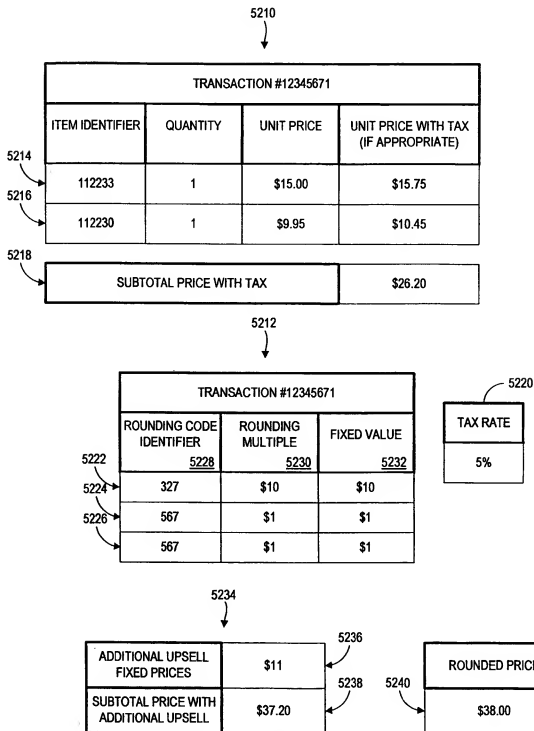 5210
TRANSACTION #12345671
ITEM IDENTIFIER QUANTITY UNIT PRICE UNIT PRICE WITH TAX
(IF APPROPRIATE)
5214
112233 1 $15.00 $15.75
5216
112230 1 $9.95 $10.45
5218
SUBTOTAL PRICE WITH TAX $26.20
5212
5220
TRANSACTION #12345671
ROUNDING CODE IDENTIFIER 5228 ROUNDING MULTIPLE 5230 FIXED VALUE 5232
TAX RATE
5%
5222
327 $10 $10
5224
567 $1 $1
5226
567 $1 $1
5234
ADDITIONAL UPSELL FIXED PRICES $11 5236
ROUNDED PRICE
SUBTOTAL PRICE WITH ADDITIONAL UPSELL $37.20 5238
5240 $38.00